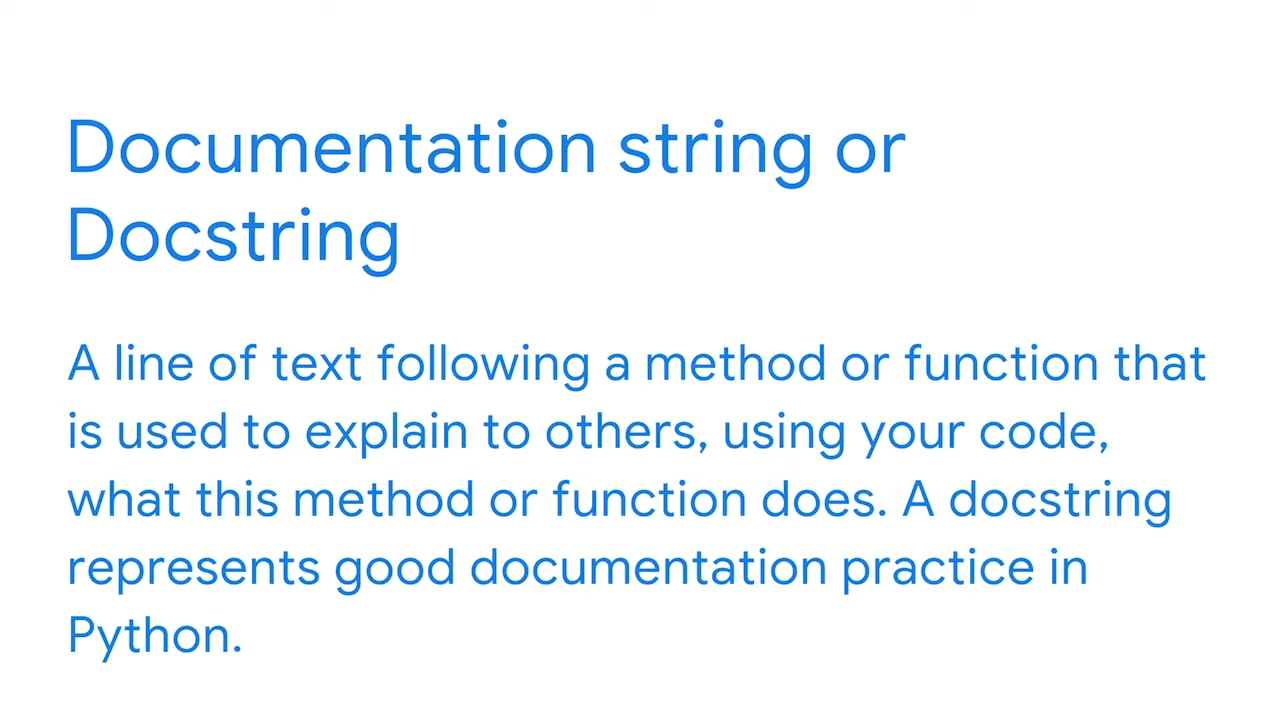 Documentation string or
Docstring
A line of text following a method or function that
is used to explain to others, using your code,
what this method or function does. A docstring
represents good documentation practice in
Python.